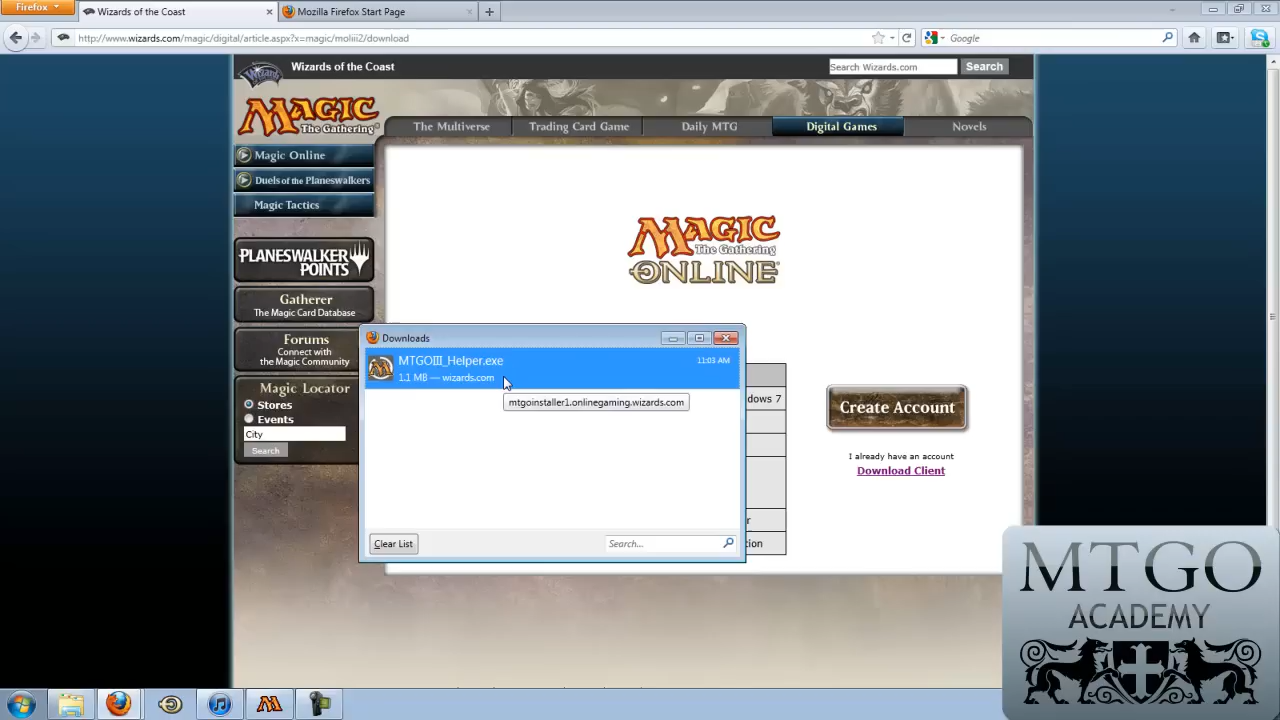 Firefox
Wizards of the Coast
Mozilla Firefox Start Page
http://www.wizards.com/magic/digital/article.aspx?x=magic/moliii2/download
Google
Wizards
Wizards of the Coast
Search Wizards.com
Search
MAGIC
The Gathering
The Multiverse
Trading Card Game
Daily MTG
Digital Games
Novels
Magic Online
Duels of the Planeswalkers
Magic Tactics
PLANESWALKER
POINTS
Gatherer
The Magic Card Database
Forums
Connect with
the Magic Community
Magic Locator
Stores
Events
City
Search
MAGIC
The Gathering
ONLINE
Downloads
MTGOIII_Helper.exe
11:03 AM
1.1 MB — wizards.com
mtgoinstaller1.onlinegaming.wizards.com
Clear List
Search...
ndows 7
r
tion
Create Account
I already have an account
Download Client
MTGO
ACADEMY